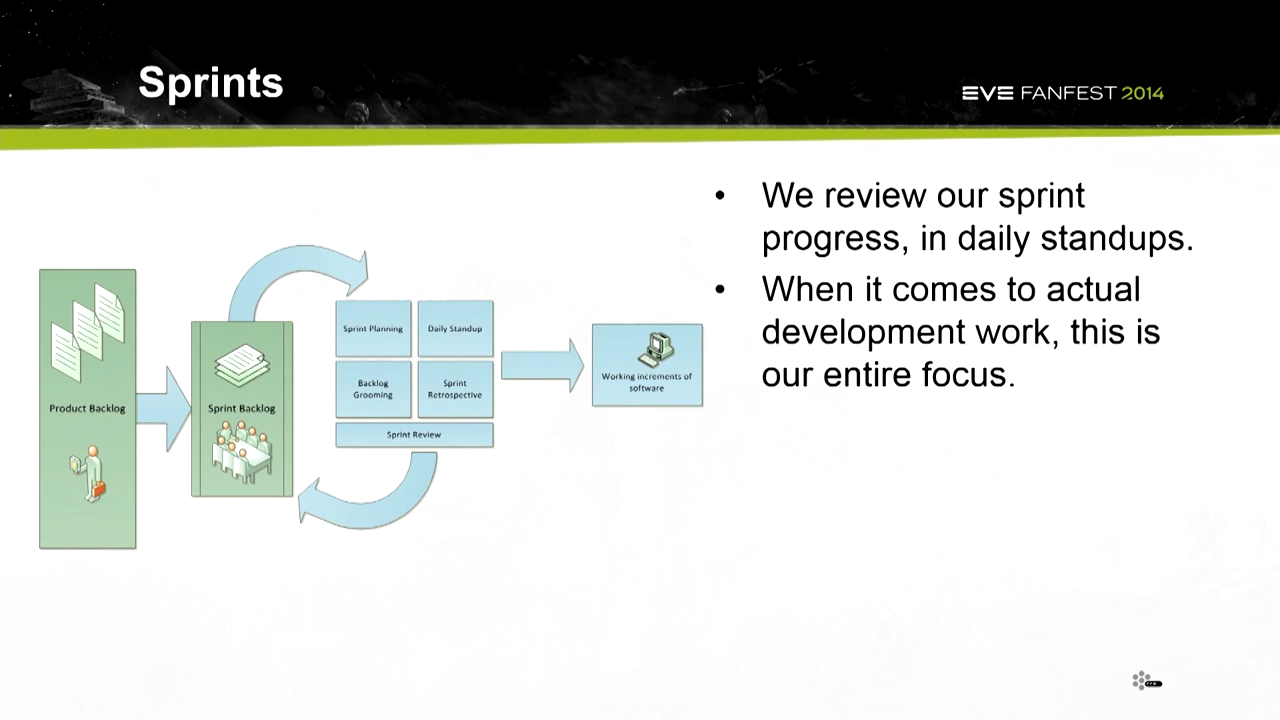 Sprints
EVE FANFEST 2014
We review our sprint
progress, in daily standups.
When it comes to actual
development work, this is
our entire focus.
Product Backlog
Sprint Backlog
Sprint Planning
Daily Standup
Backlog
Grooming
Sprint
Retrospective
Sprint Review
Working increments of
software